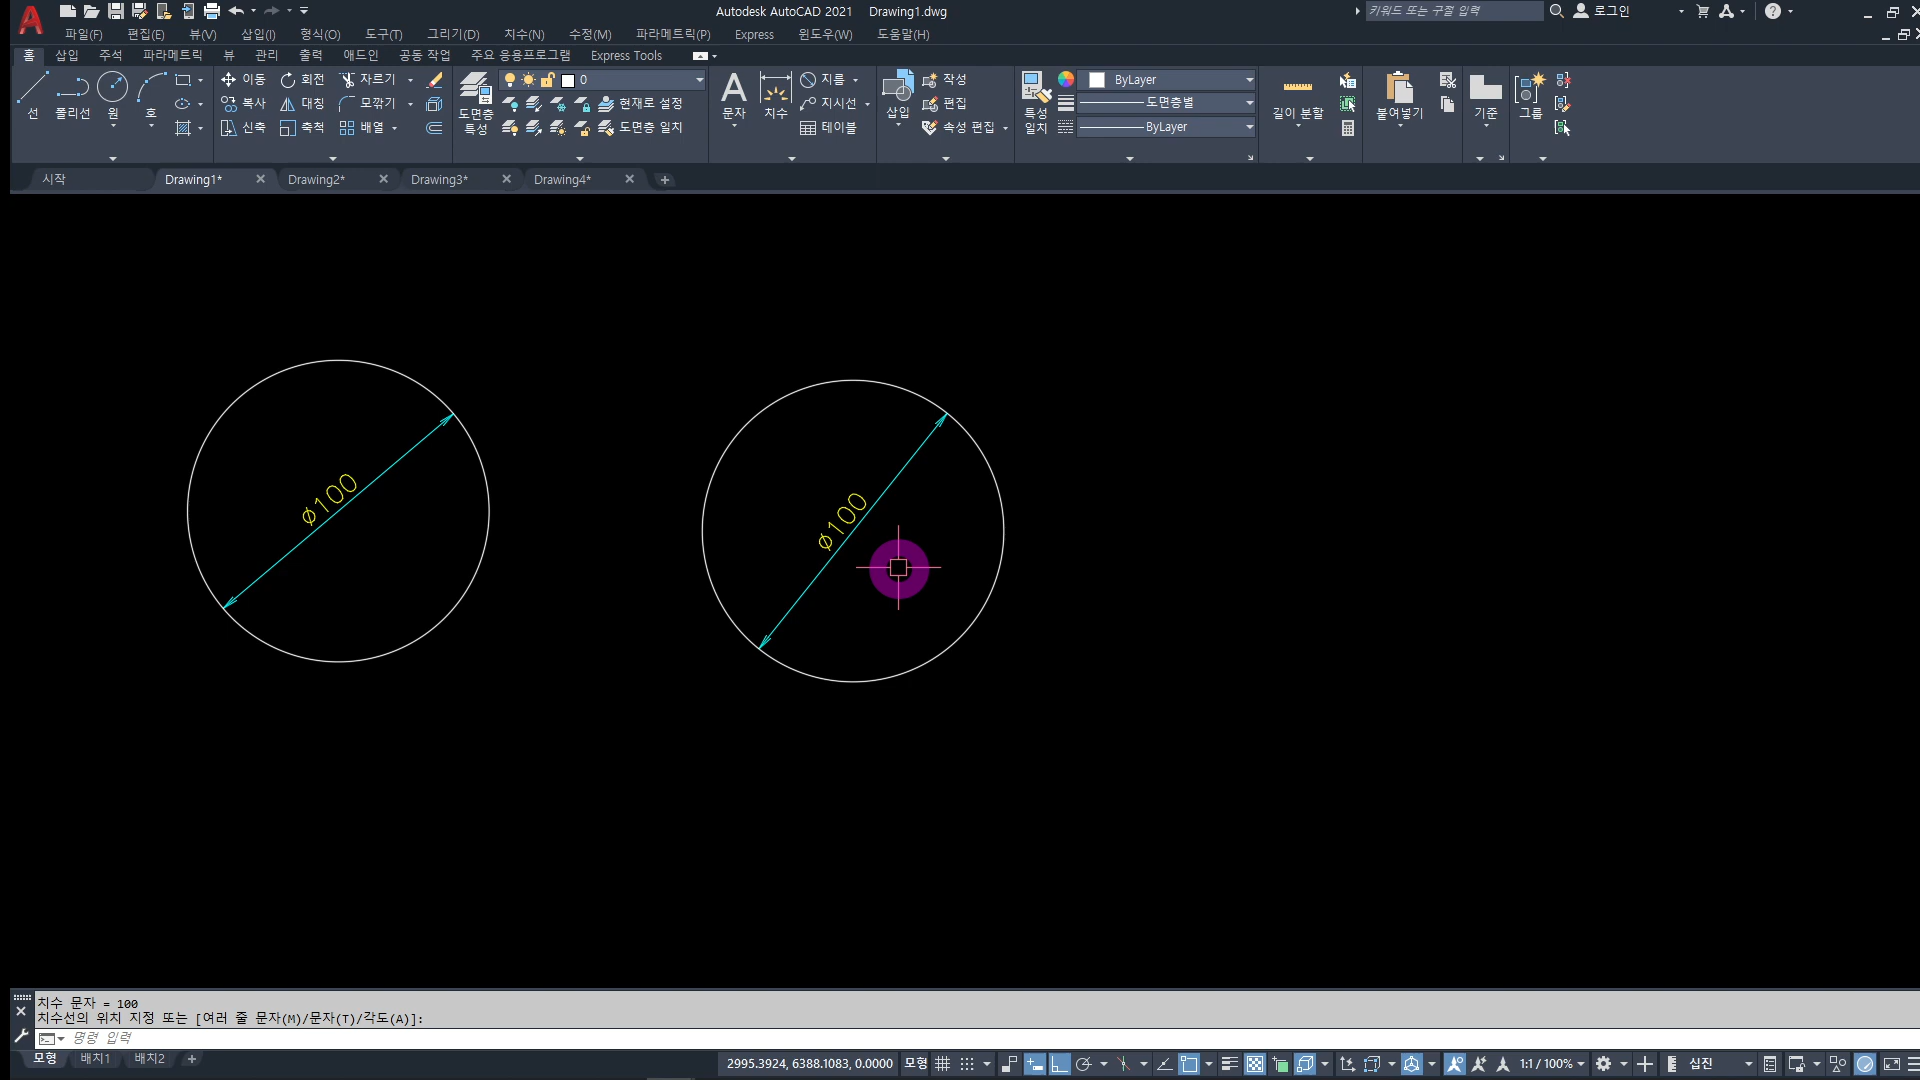 Autodesk AutoCAD 2021 Drawing1.dwg
키워드 또는 구절 입력
로그인
파일(F) 편집(E) 뷰(V) 삽입(I) 형식(O) 도구(T) 그리기(D) 치수(N) 수정(M) 파라메트릭(P) Express 윈도우(W) 도움말(H)
홈 삽입 주석 파라메트릭 뷰 관리 출력 애드인 공동 작업 주요 응용프로그램 Express Tools
선 폴리선 원 호
이동 회전 자르기
복사 대칭 모깎기
신축 축척 배열
도면층
특성
0
현재로 설정
도면층 일치
문자 치수
지름
지시선
테이블
삽입
작성
편집
속성 편집
특성
일치
ByLayer
도면층별
ByLayer
길이 분할
붙여넣기
기준
그룹
시작 Drawing1* Drawing2* Drawing3* Drawing4*
ø100
ø100
치수 문자 = 100
치수선의 위치 지정 또는 [여러 줄 문자(M)/문자(T)/각도(A)]:
명령 입력
모형 배치1 배치2 +
2995.3924, 6388.1083, 0.0000 모형 1:1 / 100% 십진